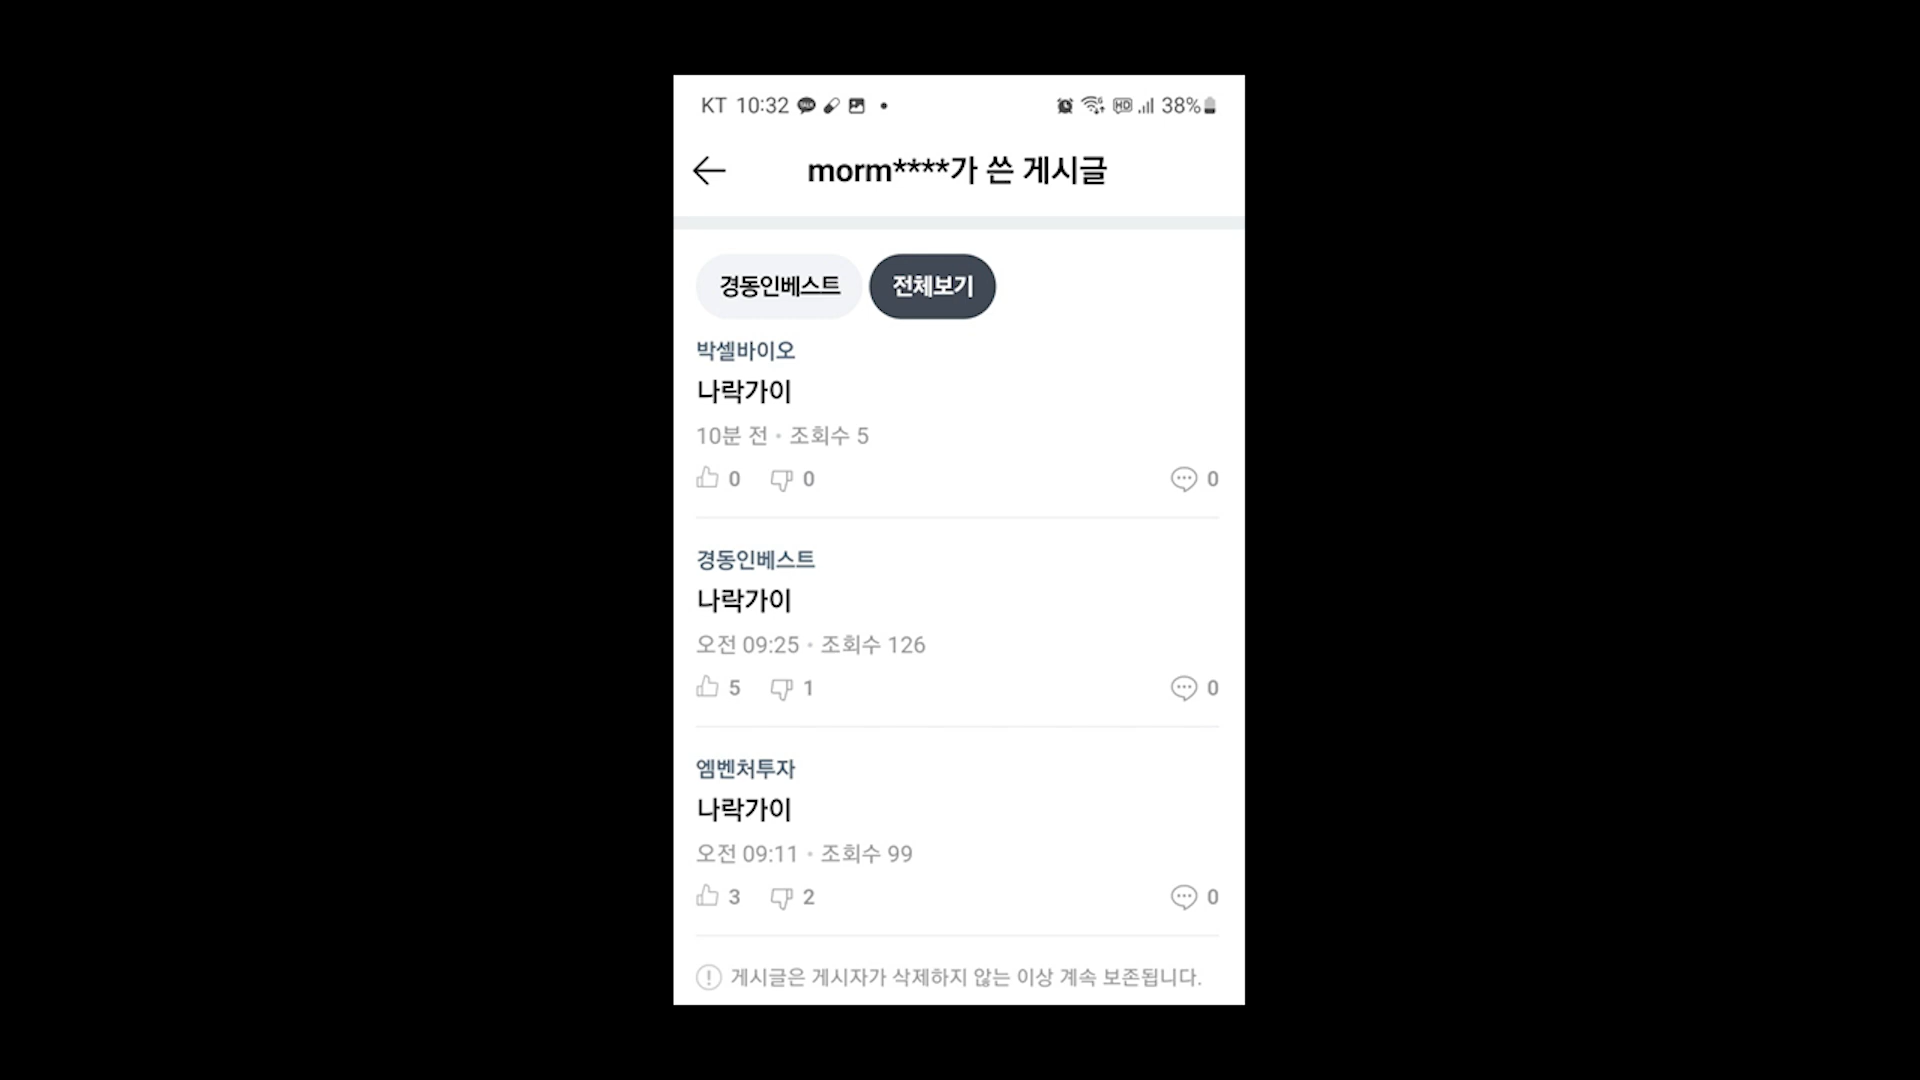 KT 10:32 38%
morm****가 쓴 게시글
경동인베스트 전체보기
박셀바이오
나락가이
10분 전 • 조회수 5
0 0 0
경동인베스트
나락가이
오전 09:25 • 조회수 126
5 1 0
엠벤처투자
나락가이
오전 09:11 • 조회수 99
3 2 0
게시글은 게시자가 삭제하지 않는 이상 계속 보존됩니다.